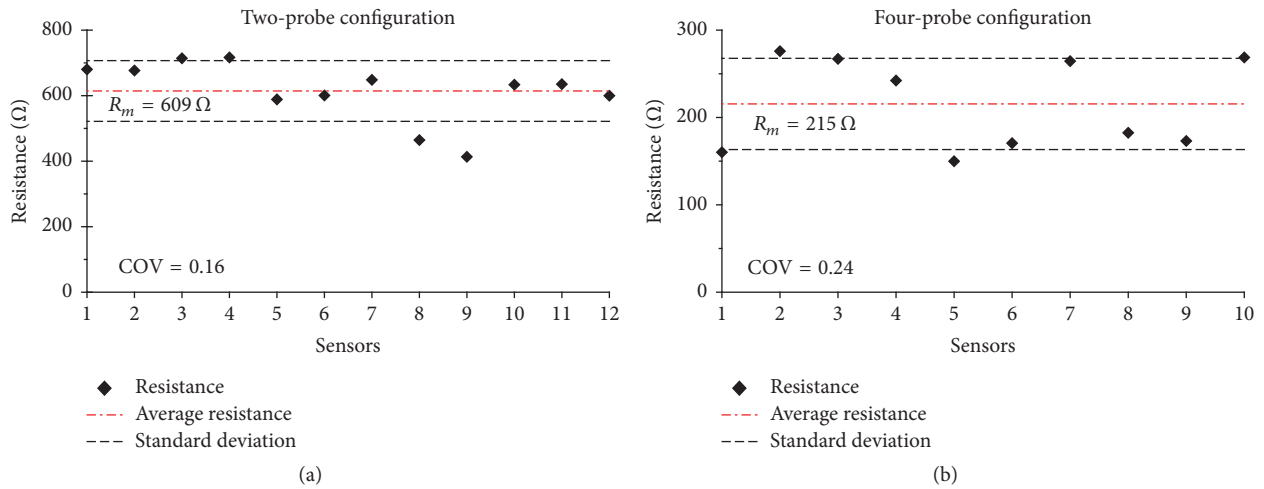 Two-probe configuration
800
600
400
200
0
Resistance (Ω)
R_m = 609 Ω
COV = 0.16
1 2 3 4 5 6 7 8 9 10 11 12
Sensors
Resistance
Average resistance
Standard deviation
(a)
Four-probe configuration
300
200
100
0
Resistance (Ω)
R_m = 215 Ω
COV = 0.24
1 2 3 4 5 6 7 8 9 10
Sensors
Resistance
Average resistance
Standard deviation
(b)